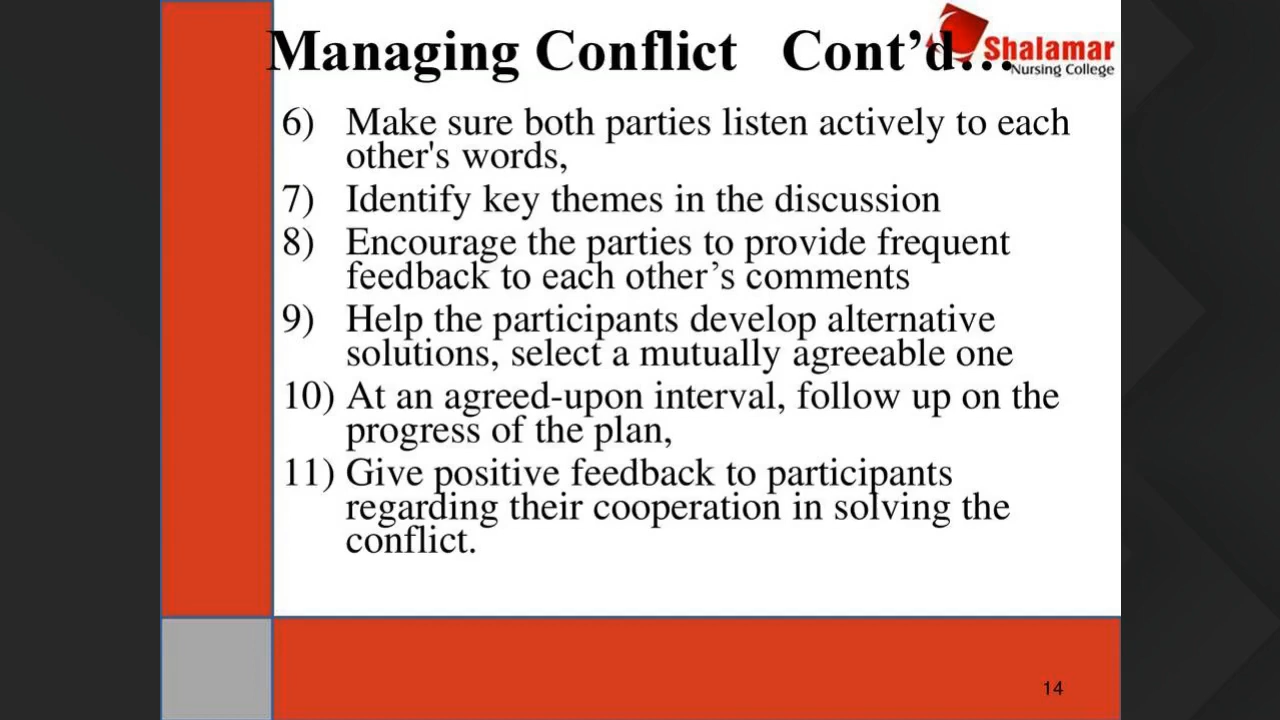 Managing Conflict Cont’d…
Shalamar
Nursing College
6) Make sure both parties listen actively to each
other's words,
7) Identify key themes in the discussion
8) Encourage the parties to provide frequent
feedback to each other’s comments
9) Help the participants develop alternative
solutions, select a mutually agreeable one
10) At an agreed-upon interval, follow up on the
progress of the plan,
11) Give positive feedback to participants
regarding their cooperation in solving the
conflict.
14